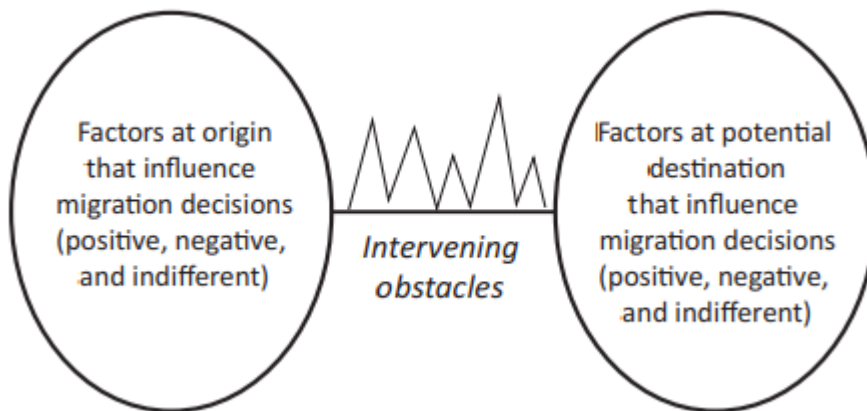 Factors at origin
that influence
migration decisions
(positive, negative,
and indifferent)
Intervening
obstacles
Factors at potential
destination
that influence
migration decisions
(positive, negative,
and indifferent)